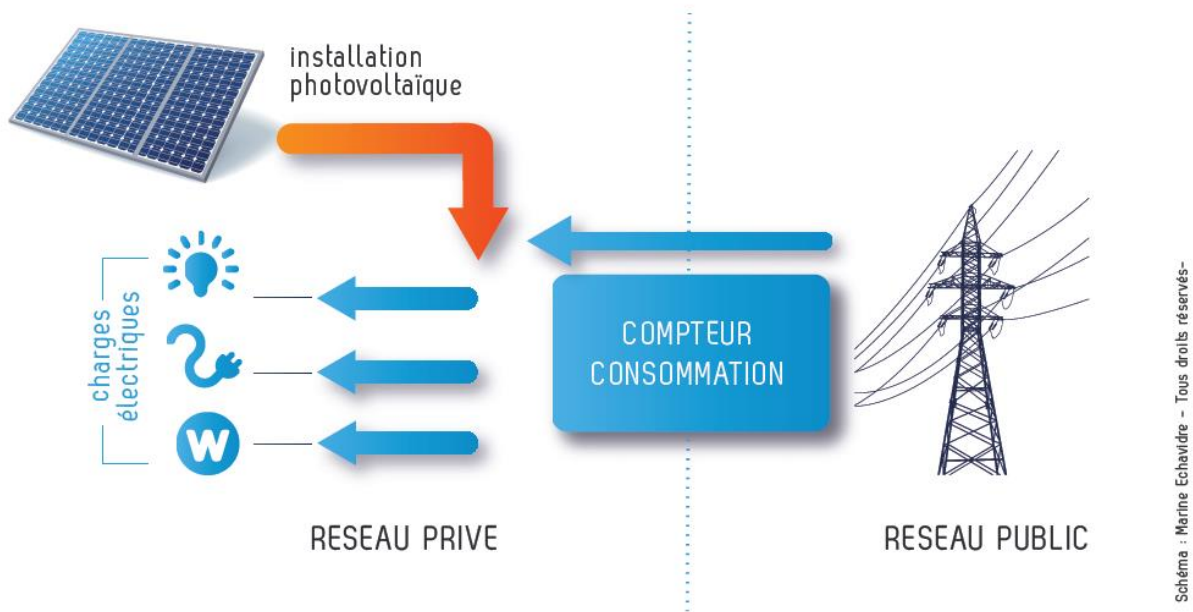 installation
photovoltaïque
charges
électriques
W
COMPTEUR
CONSOMMATION
RESEAU PRIVE
RESEAU PUBLIC
Schéma : Marine Echavidre - Tous droits réservés-